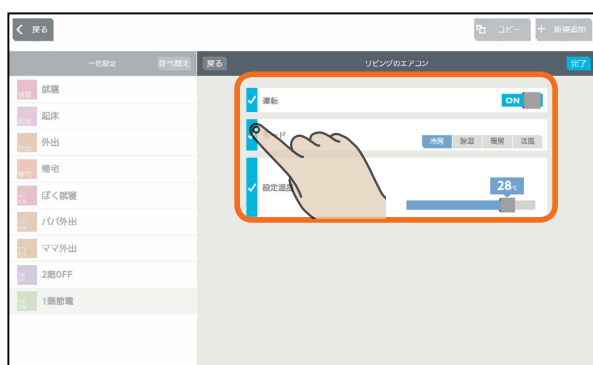 戻る
コピー
新規追加
一括設定
並べ替え
戻る
リビングのエアコン
完了
就寝
起床
外出
帰宅
ぼく就寝
パパ外出
ママ外出
2階OFF
1階節電
運転
ON
ード
冷房 除湿 暖房 送風
設定温度
28℃